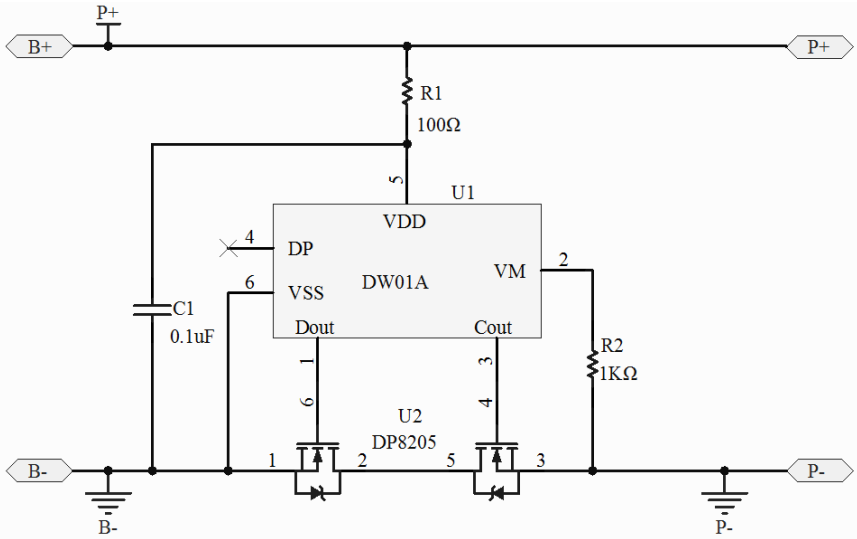 P+
B+
P+
R1
100Ω
5
U1
VDD
4
DP
2
VM
DW01A
6
VSS
C1
0.1uF
Dout
Cout
R2
1KΩ
1
3
6
4
U2
DP8205
B-
1
2
5
3
P-
B-
P-